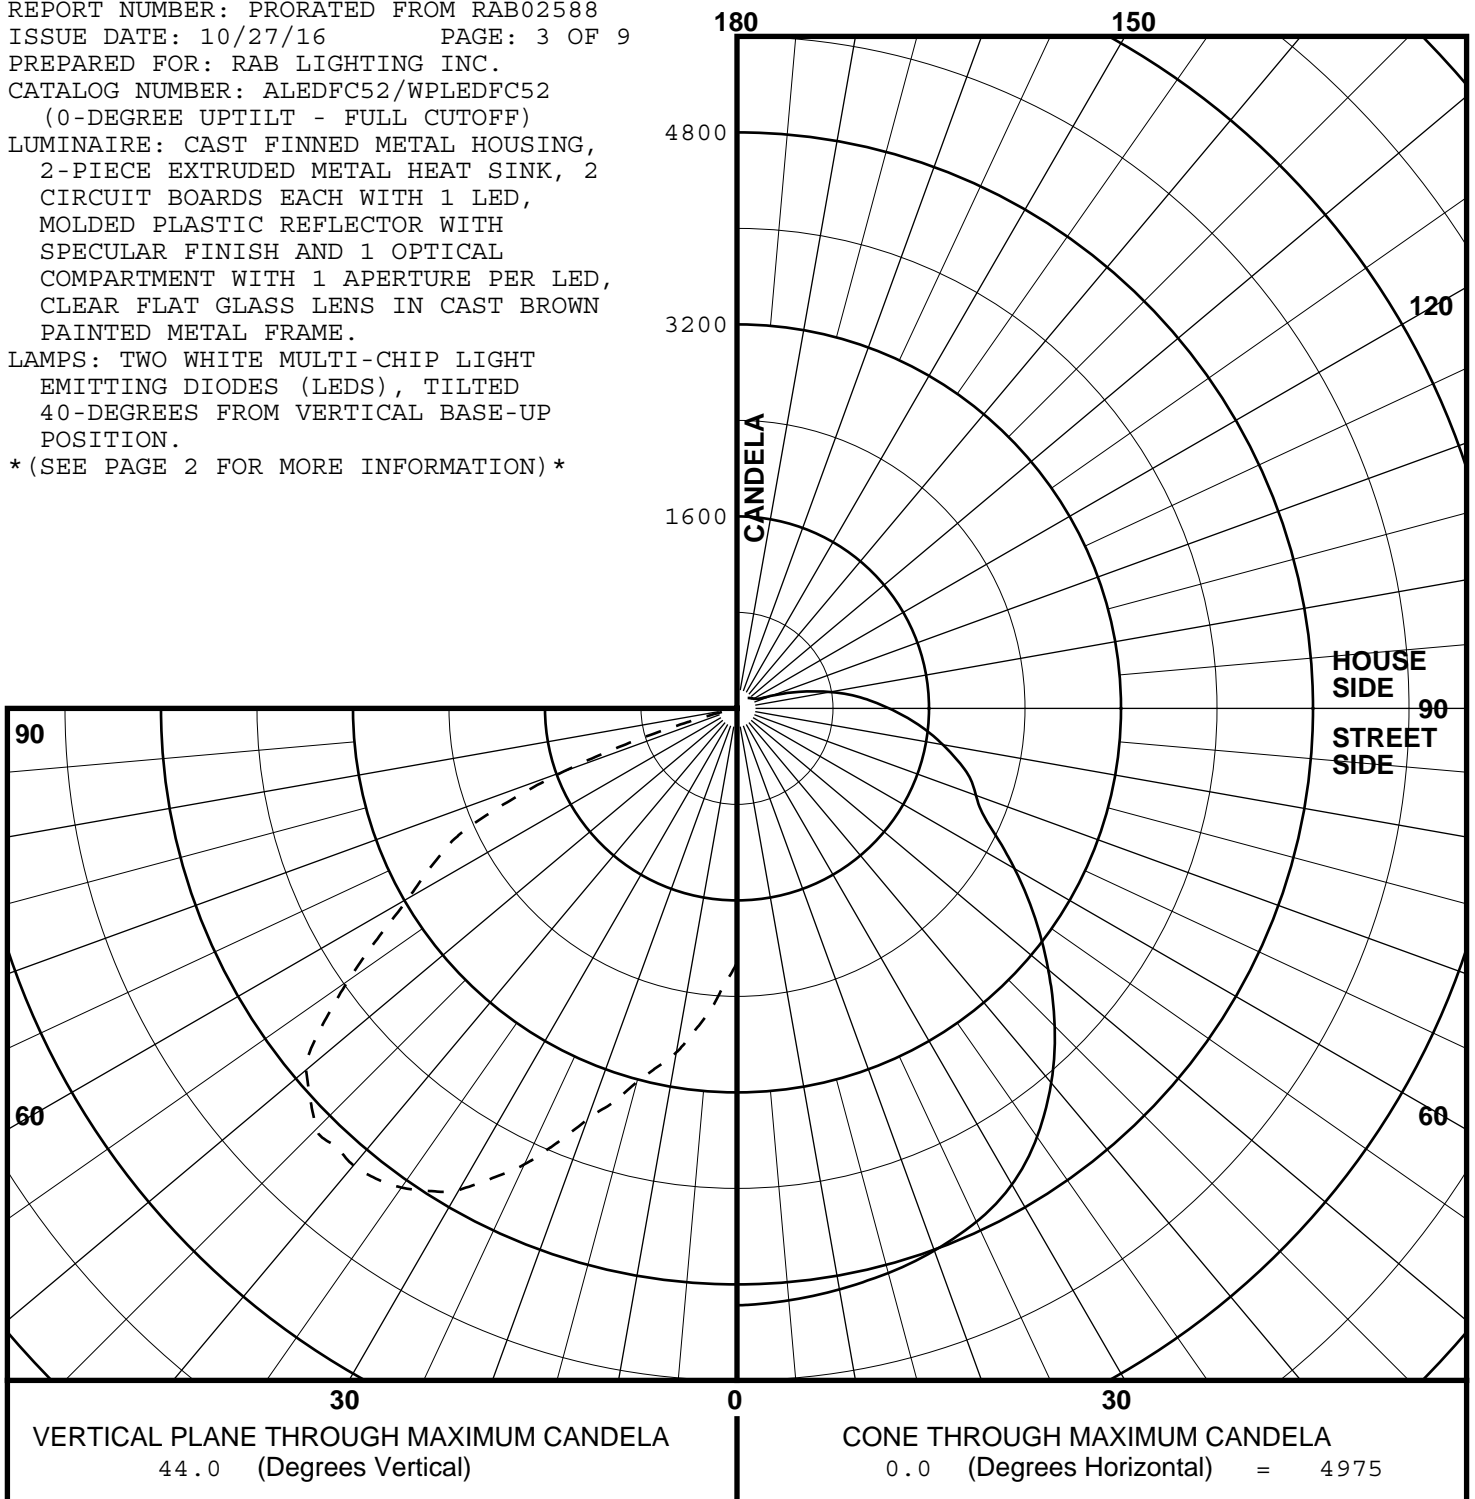 REPORT NUMBER: PRORATED FROM RAB02588
ISSUE DATE: 10/27/16 PAGE: 3 OF 9
PREPARED FOR: RAB LIGHTING INC.
CATALOG NUMBER: ALEDFC52/WPLEDFC52
(0-DEGREE UPTILT - FULL CUTOFF)
LUMINAIRE: CAST FINNED METAL HOUSING,
2-PIECE EXTRUDED METAL HEAT SINK, 2
CIRCUIT BOARDS EACH WITH 1 LED,
MOLDED PLASTIC REFLECTOR WITH
SPECULAR FINISH AND 1 OPTICAL
COMPARTMENT WITH 1 APERTURE PER LED,
CLEAR FLAT GLASS LENS IN CAST BROWN
PAINTED METAL FRAME.
LAMPS: TWO WHITE MULTI-CHIP LIGHT
EMITTING DIODES (LEDS), TILTED
40-DEGREES FROM VERTICAL BASE-UP
POSITION.
*(SEE PAGE 2 FOR MORE INFORMATION)*
180
150
4800
120
3200
CANDELA
1600
HOUSE
SIDE
90
90
STREET
SIDE
60
60
30
0
30
VERTICAL PLANE THROUGH MAXIMUM CANDELA
44.0 (Degrees Vertical)
CONE THROUGH MAXIMUM CANDELA
0.0 (Degrees Horizontal) = 4975